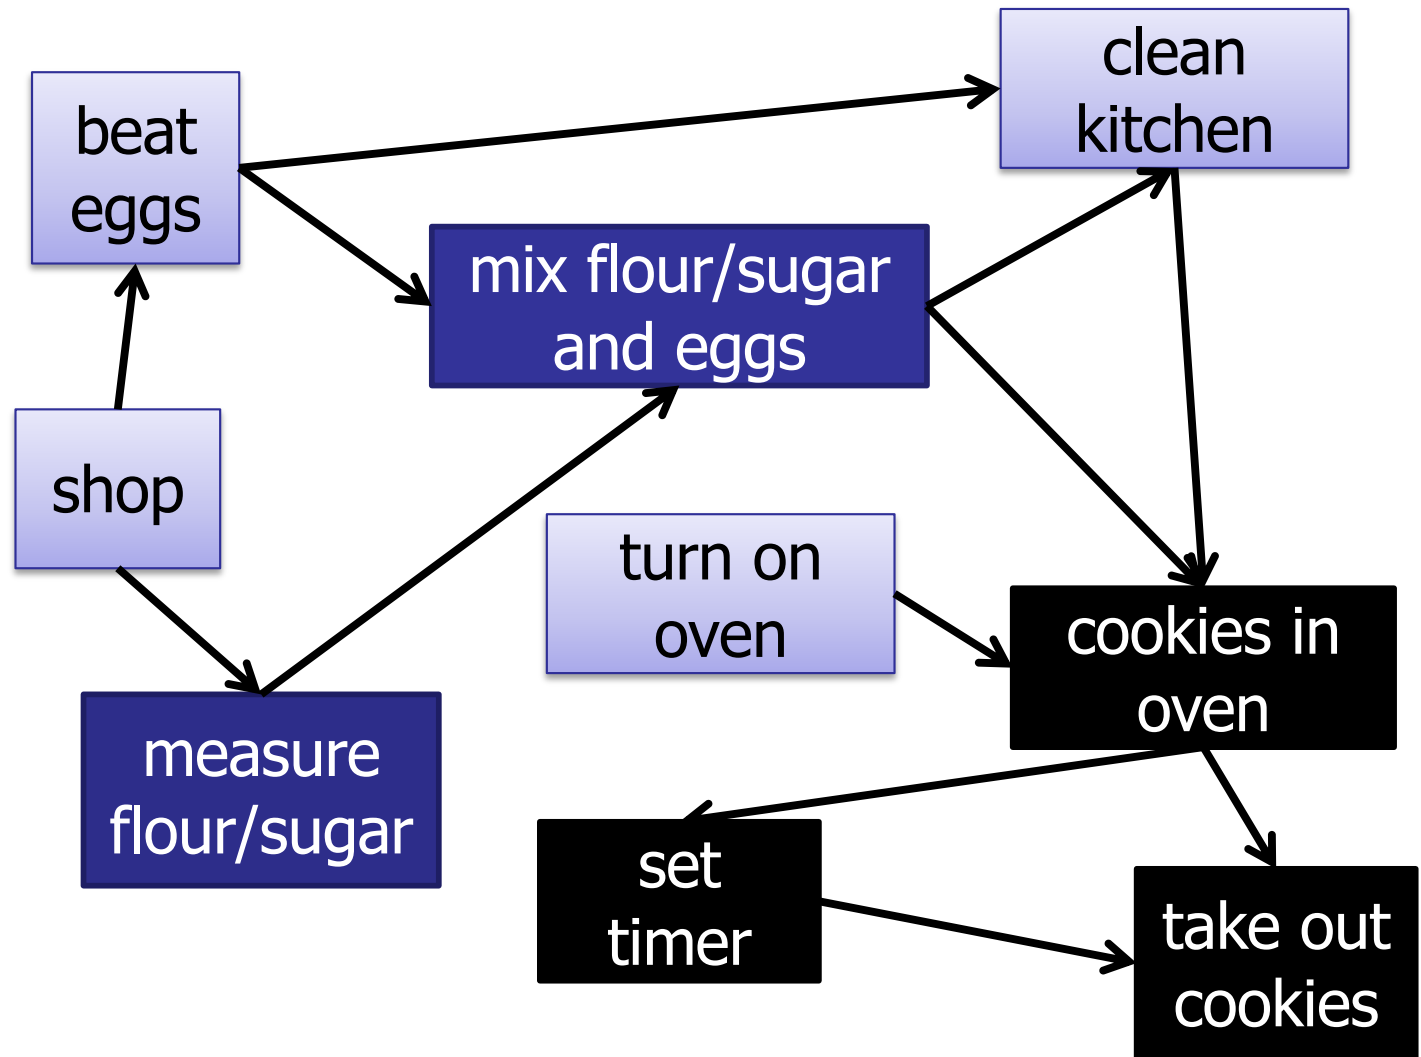 clean
kitchen
beat
eggs
mix flour/sugar
and eggs
shop
turn on
oven
cookies in
oven
measure
flour/sugar
set
timer
take out
cookies